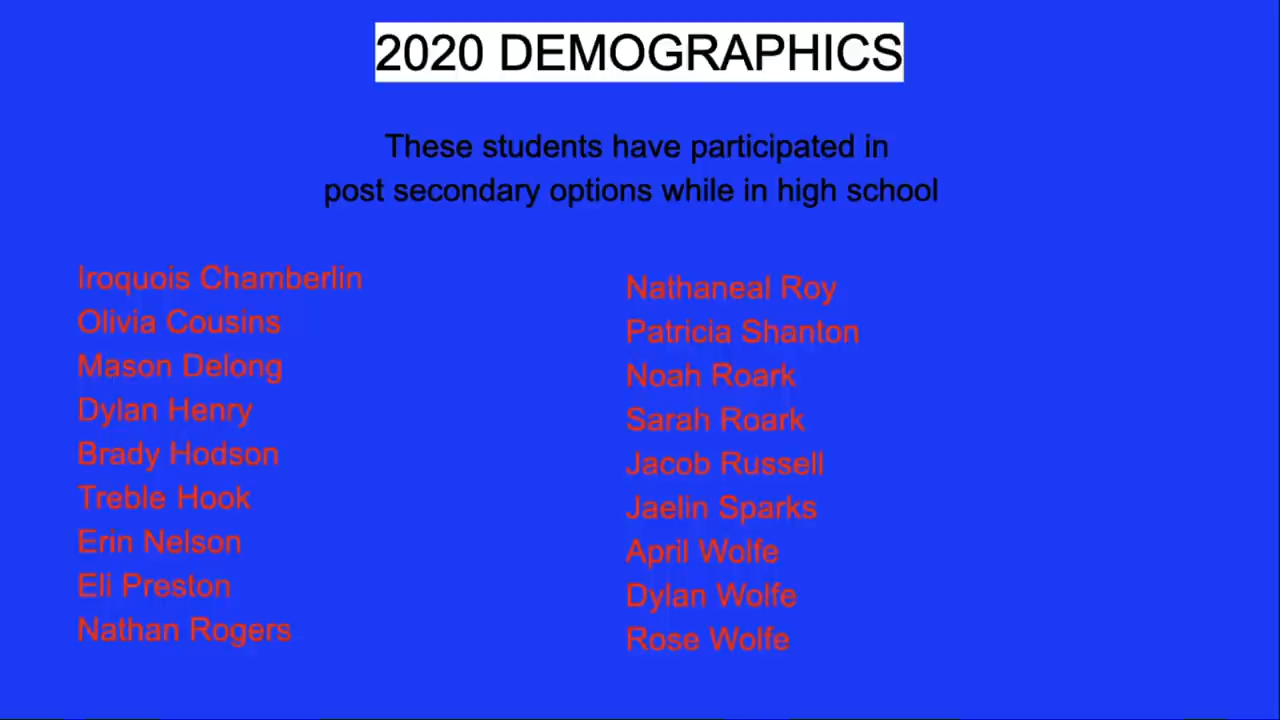 2020 DEMOGRAPHICS
These students have participated in
post secondary options while in high school
Iroquois Chamberlin
Olivia Cousins
Mason Delong
Dylan Henry
Brady Hodson
Treble Hook
Erin Nelson
Eli Preston
Nathan Rogers
Nathaneal Roy
Patricia Shanton
Noah Roark
Sarah Roark
Jacob Russell
Jaelin Sparks
April Wolfe
Dylan Wolfe
Rose Wolfe